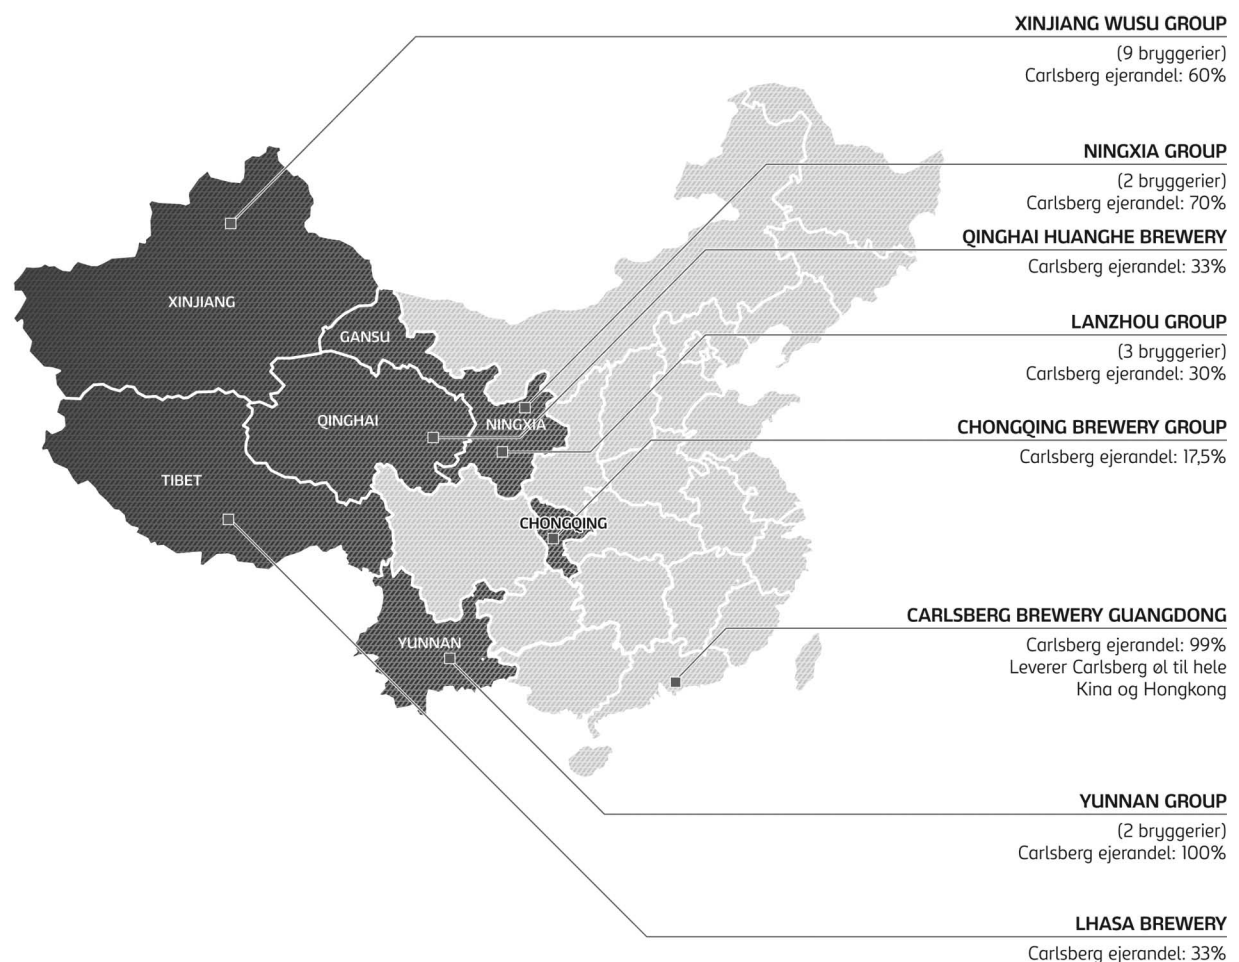 XINJIANG WUSU GROUP
(9 bryggerier)
Carlsberg ejerandel: 60%
NINGXIA GROUP
(2 bryggerier)
Carlsberg ejerandel: 70%
QINGHAI HUANGHE BREWERY
Carlsberg ejerandel: 33%
LANZHOU GROUP
(3 bryggerier)
Carlsberg ejerandel: 30%
CHONGQING BREWERY GROUP
Carlsberg ejerandel: 17,5%
CARLSBERG BREWERY GUANGDONG
Carlsberg ejerandel: 99%
Leverer Carlsberg øl til hele
Kina og Hongkong
YUNNAN GROUP
(2 bryggerier)
Carlsberg ejerandel: 100%
LHASA BREWERY
Carlsberg ejerandel: 33%
XINJIANG
GANSU
QINGHAI
NINGXIA
TIBET
CHONGQING
YUNNAN